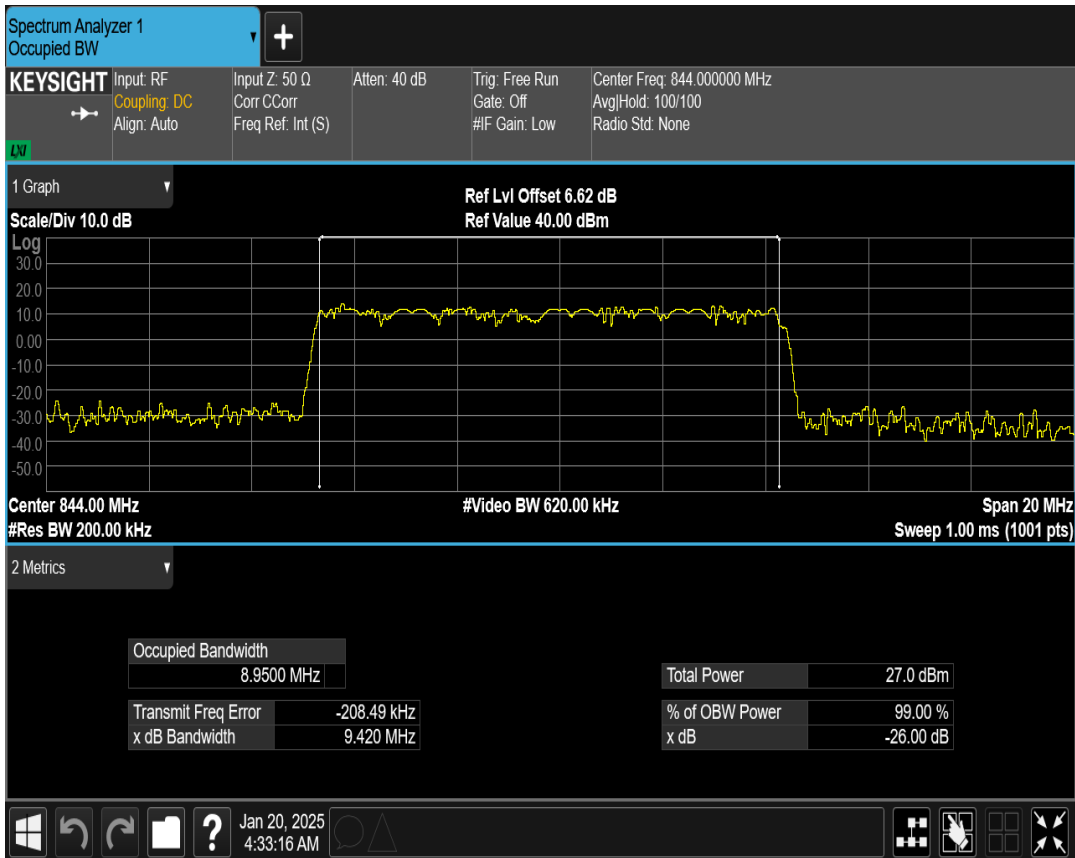 Spectrum Analyzer 1
Occupied BW
+
KEYSIGHT
LXI
Input: RF
Coupling: DC
Align: Auto
Input Z: 50 Ω
Corr CCorr
Freq Ref: Int (S)
Atten: 40 dB
Trig: Free Run
Gate: Off
#IF Gain: Low
Center Freq: 844.000000 MHz
Avg|Hold: 100/100
Radio Std: None
1 Graph
Scale/Div 10.0 dB
Ref Lvl Offset 6.62 dB
Ref Value 40.00 dBm
Log
30.0
20.0
10.0
0.00
-10.0
-20.0
-30.0
-40.0
-50.0
Center 844.00 MHz
#Video BW 620.00 kHz
Span 20 MHz
#Res BW 200.00 kHz
Sweep 1.00 ms (1001 pts)
2 Metrics
Occupied Bandwidth
8.9500 MHz
Total Power 27.0 dBm
Transmit Freq Error -208.49 kHz
% of OBW Power 99.00 %
x dB Bandwidth 9.420 MHz
x dB -26.00 dB
?
Jan 20, 2025
4:33:16 AM